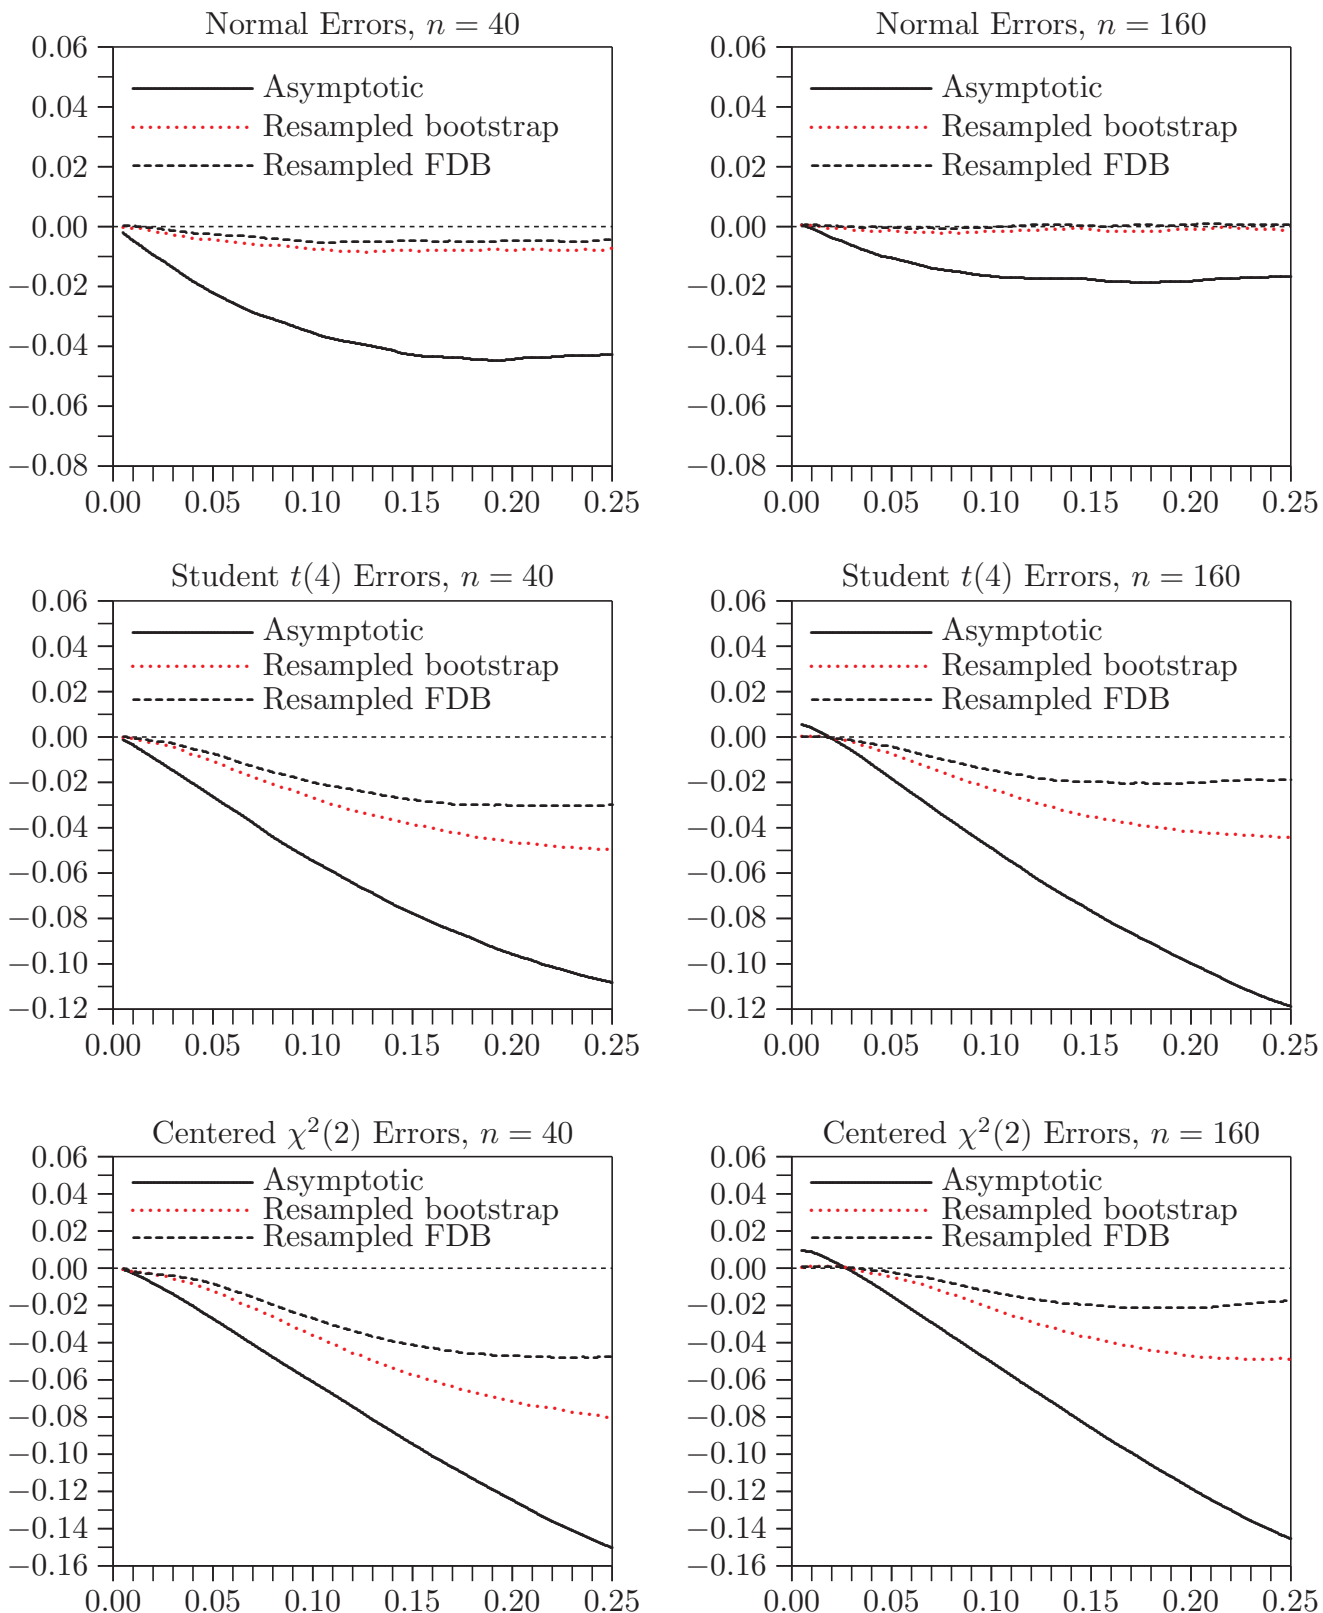 Normal Errors, n = 40
0.06
0.04
0.02
0.00
−0.02
−0.04
−0.06
−0.08
Asymptotic
Resampled bootstrap
Resampled FDB
0.00 0.05 0.10 0.15 0.20 0.25
Normal Errors, n = 160
0.06
0.04
0.02
0.00
−0.02
−0.04
−0.06
−0.08
Asymptotic
Resampled bootstrap
Resampled FDB
0.00 0.05 0.10 0.15 0.20 0.25
Student t(4) Errors, n = 40
0.06
0.04
0.02
0.00
−0.02
−0.04
−0.06
−0.08
−0.10
−0.12
Asymptotic
Resampled bootstrap
Resampled FDB
0.00 0.05 0.10 0.15 0.20 0.25
Student t(4) Errors, n = 160
0.06
0.04
0.02
0.00
−0.02
−0.04
−0.06
−0.08
−0.10
−0.12
Asymptotic
Resampled bootstrap
Resampled FDB
0.00 0.05 0.10 0.15 0.20 0.25
Centered χ²(2) Errors, n = 40
0.06
0.04
0.02
0.00
−0.02
−0.04
−0.06
−0.08
−0.10
−0.12
−0.14
−0.16
Asymptotic
Resampled bootstrap
Resampled FDB
0.00 0.05 0.10 0.15 0.20 0.25
Centered χ²(2) Errors, n = 160
0.06
0.04
0.02
0.00
−0.02
−0.04
−0.06
−0.08
−0.10
−0.12
−0.14
−0.16
Asymptotic
Resampled bootstrap
Resampled FDB
0.00 0.05 0.10 0.15 0.20 0.25